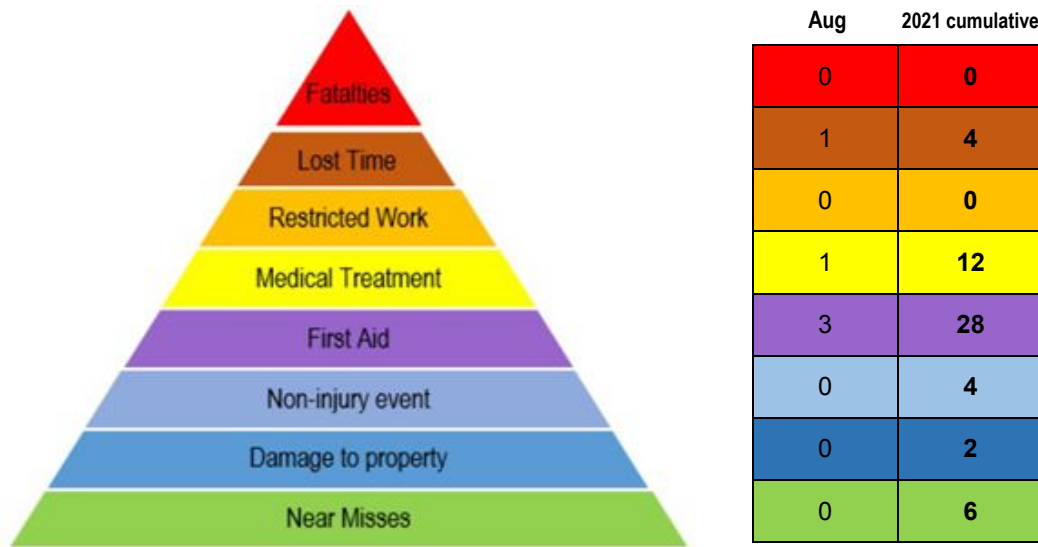 Aug 2021 cumulative
Fatalties 0 0
Lost Time 1 4
Restricted Work 0 0
Medical Treatment 1 12
First Aid 3 28
Non-injury event 0 4
Damage to property 0 2
Near Misses 0 6